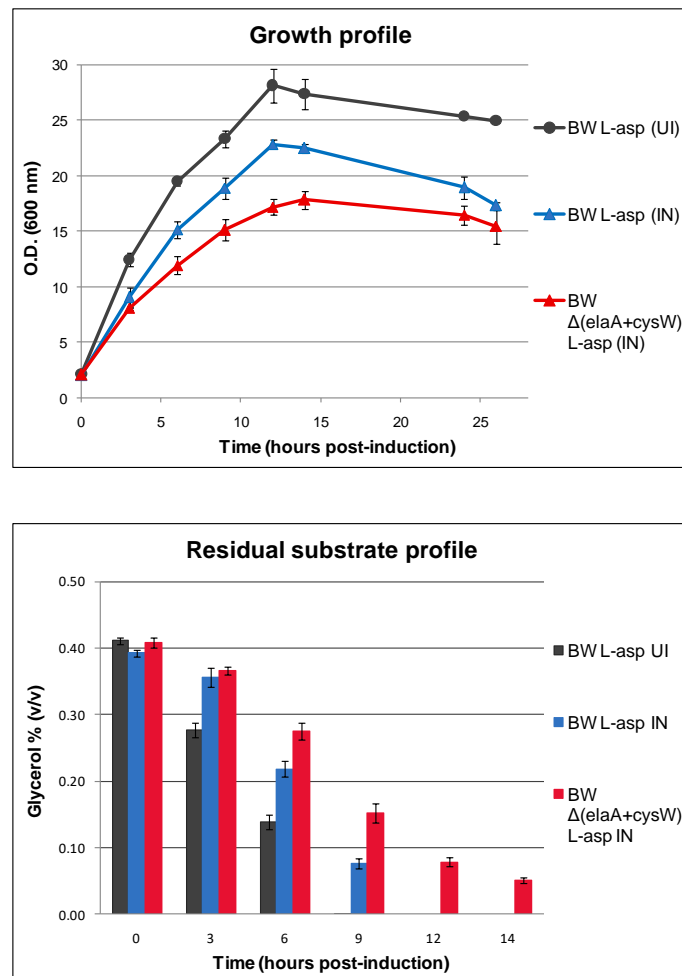 Growth profile
30
25
20
15
10
5
0
O.D. (600 nm)
0 5 10 15 20 25
Time (hours post-induction)
BW L-asp (UI)
BW L-asp (IN)
BW
Δ(elaA+cysW)
L-asp (IN)
Residual substrate profile
0.50
0.40
0.30
0.20
0.10
0.00
Glycerol % (v/v)
0 3 6 9 12 14
Time (hours post-induction)
BW L-asp UI
BW L-asp IN
BW
Δ(elaA+cysW)
L-asp IN